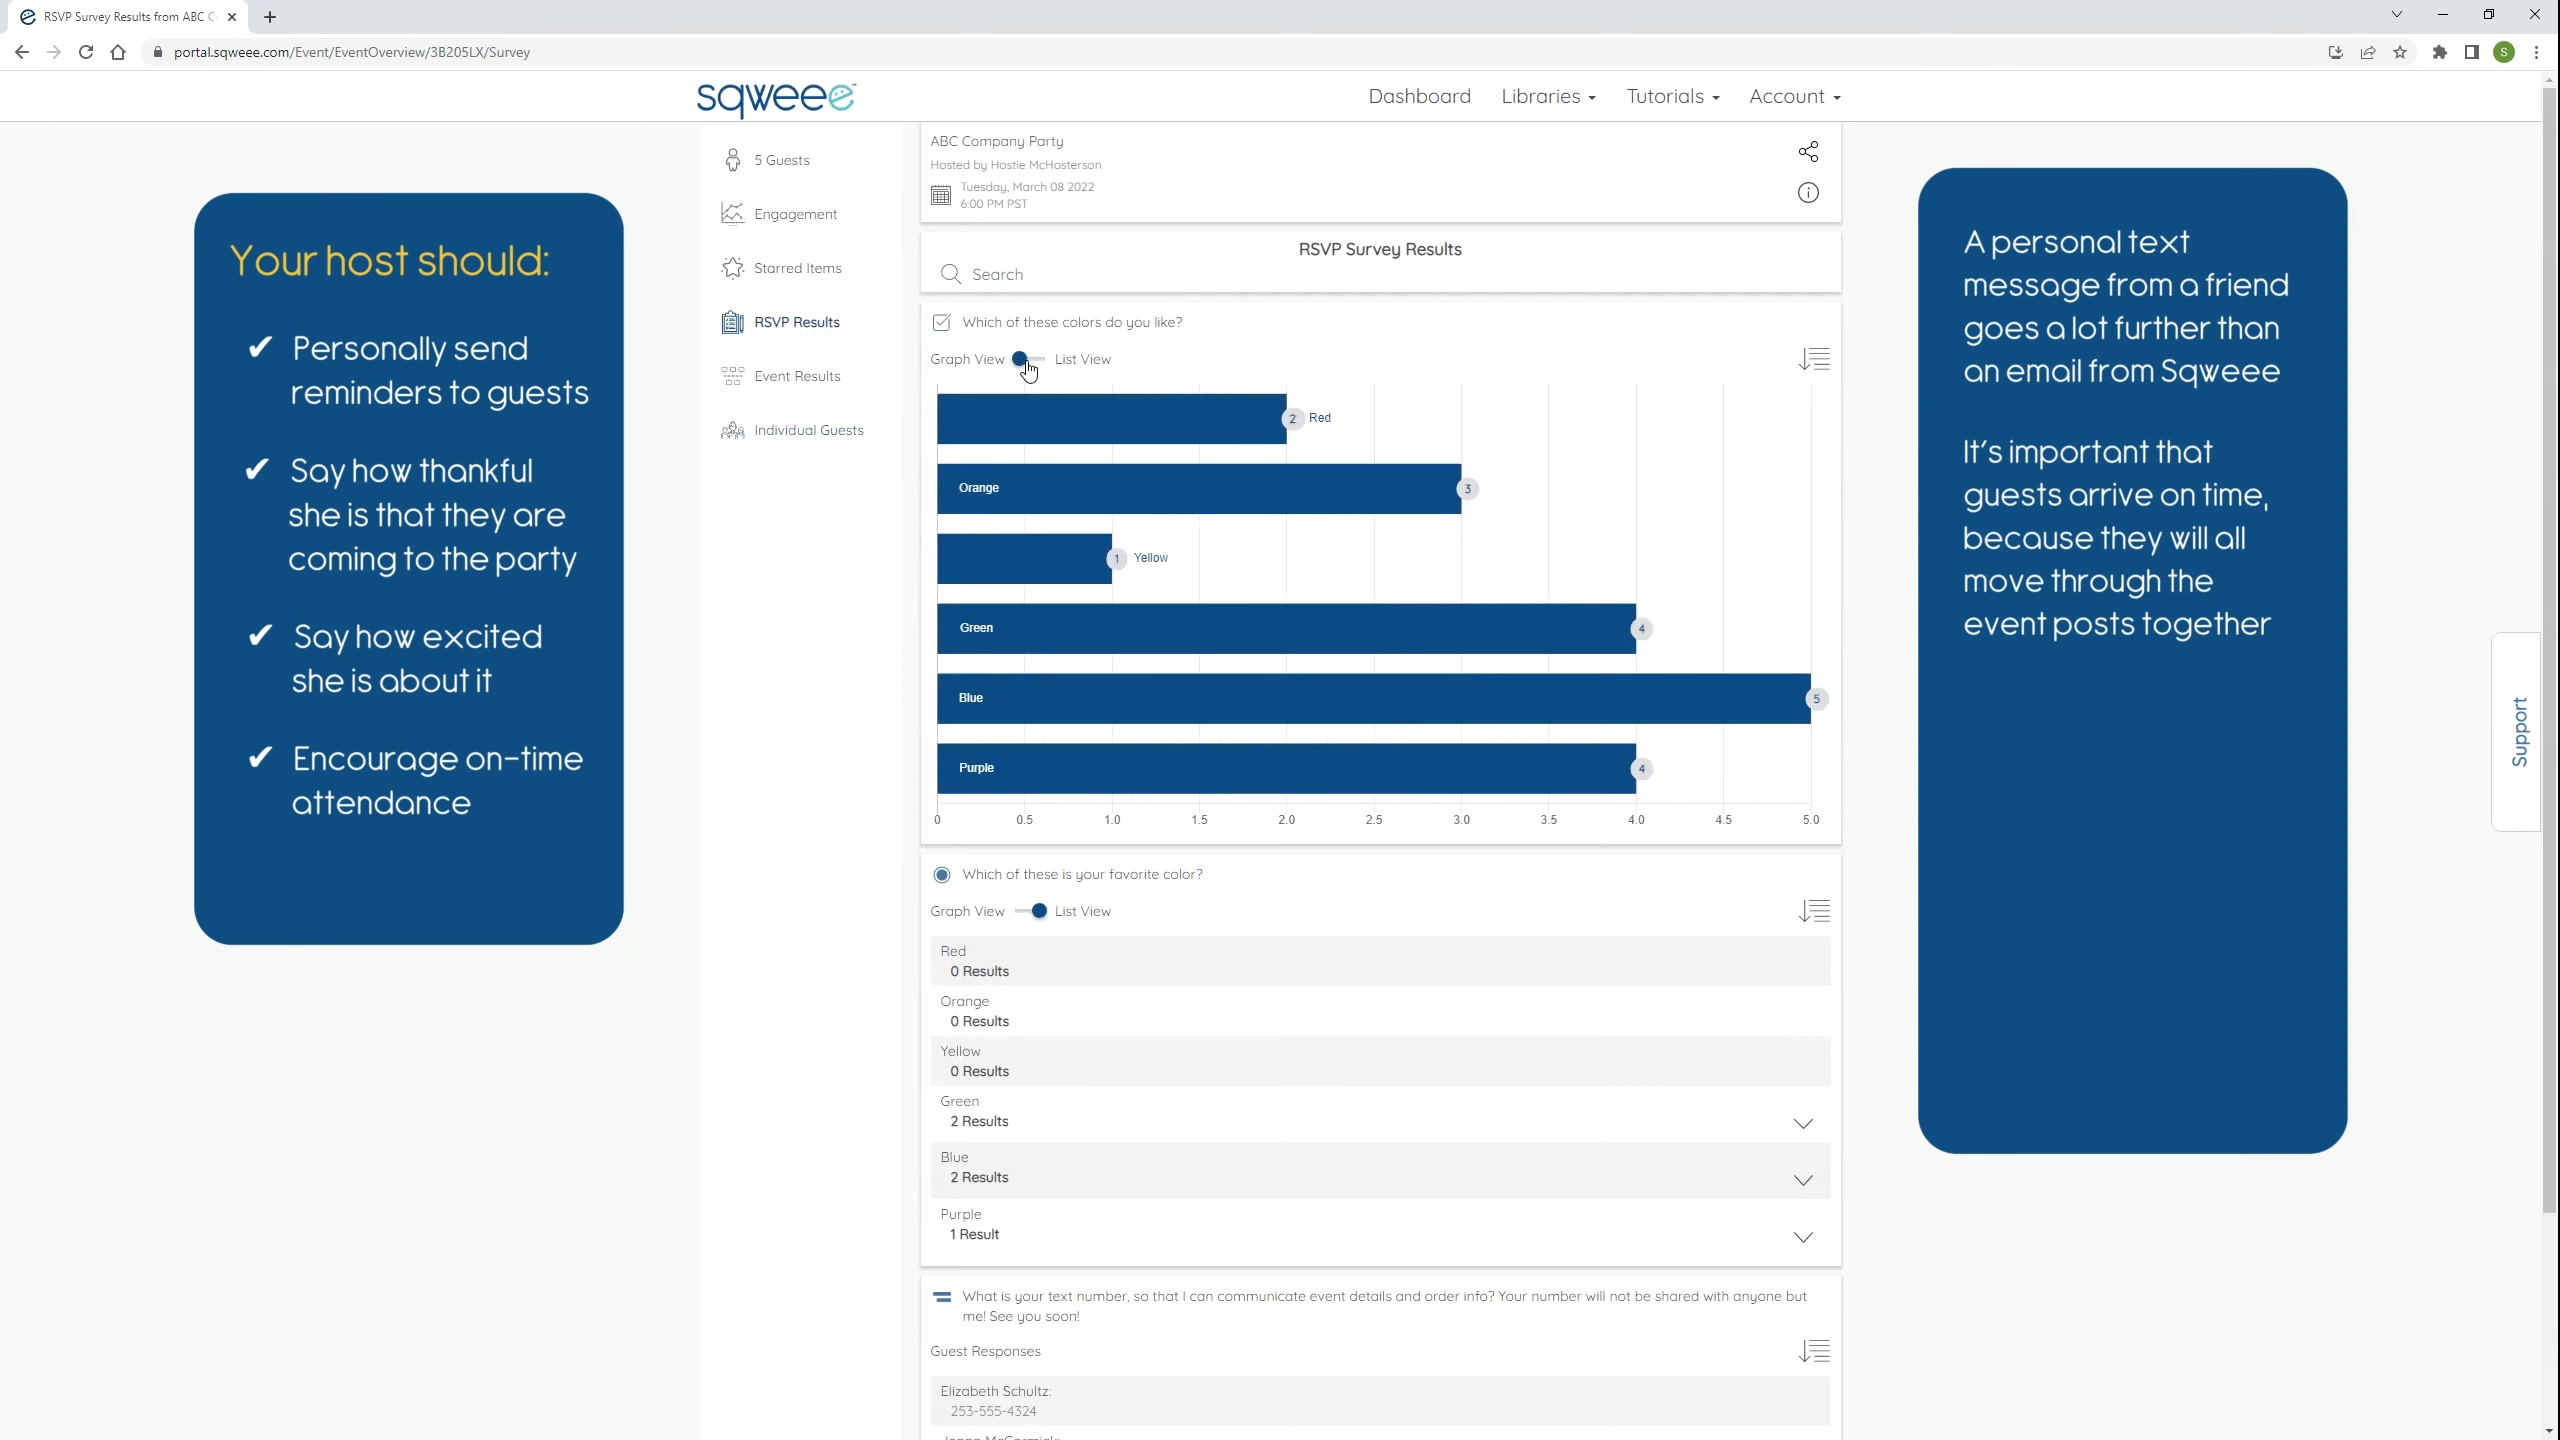 RSVP Survey Results from ABC C
portal.sqweee.com/Event/EventOverview/3B205LX/Survey
S
sqweee
Dashboard
Libraries
Tutorials
Account
5 Guests
Engagement
Starred Items
RSVP Results
Event Results
Individual Guests
Your host should:
✔ Personally send
reminders to guests
✔ Say how thankful
she is that they are
coming to the party
✔ Say how excited
she is about it
✔ Encourage on-time
attendance
ABC Company Party
Hosted by Hostie McHosterson
Tuesday, March 08 2022
6:00 PM PST
RSVP Survey Results
Search
Which of these colors do you like?
Graph View List View
2 Red
Orange 3
1 Yellow
Green 4
Blue 5
Purple 4
0 0.5 1.0 1.5 2.0 2.5 3.0 3.5 4.0 4.5 5.0
Which of these is your favorite color?
Graph View List View
Red
0 Results
Orange
0 Results
Yellow
0 Results
Green
2 Results
Blue
2 Results
Purple
1 Result
What is your text number, so that I can communicate event details and order info? Your number will not be shared with anyone but
me! See you soon!
Guest Responses
Elizabeth Schultz:
253-555-4324
A personal text
message from a friend
goes a lot further than
an email from Sqweee
It's important that
guests arrive on time,
because they will all
move through the
event posts together
Support